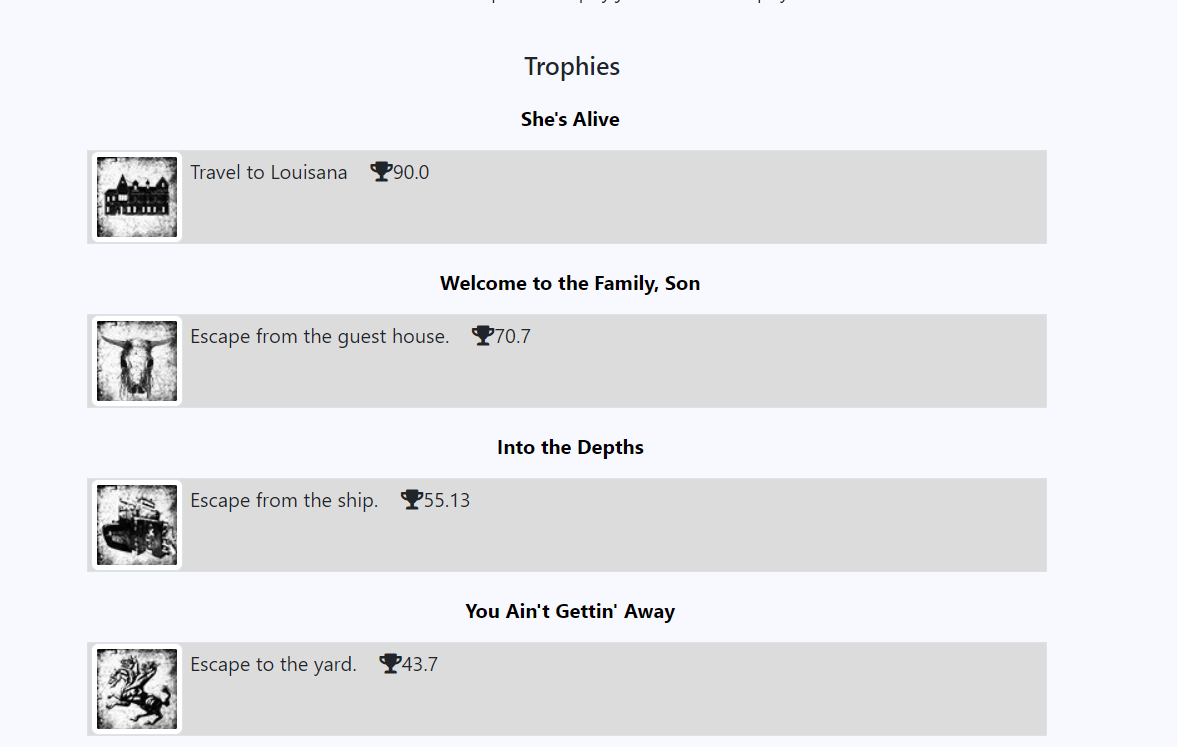 Trophies
She's Alive
Travel to Louisana 90.0
Welcome to the Family, Son
Escape from the guest house. 70.7
Into the Depths
Escape from the ship. 55.13
You Ain't Gettin' Away
Escape to the yard. 43.7